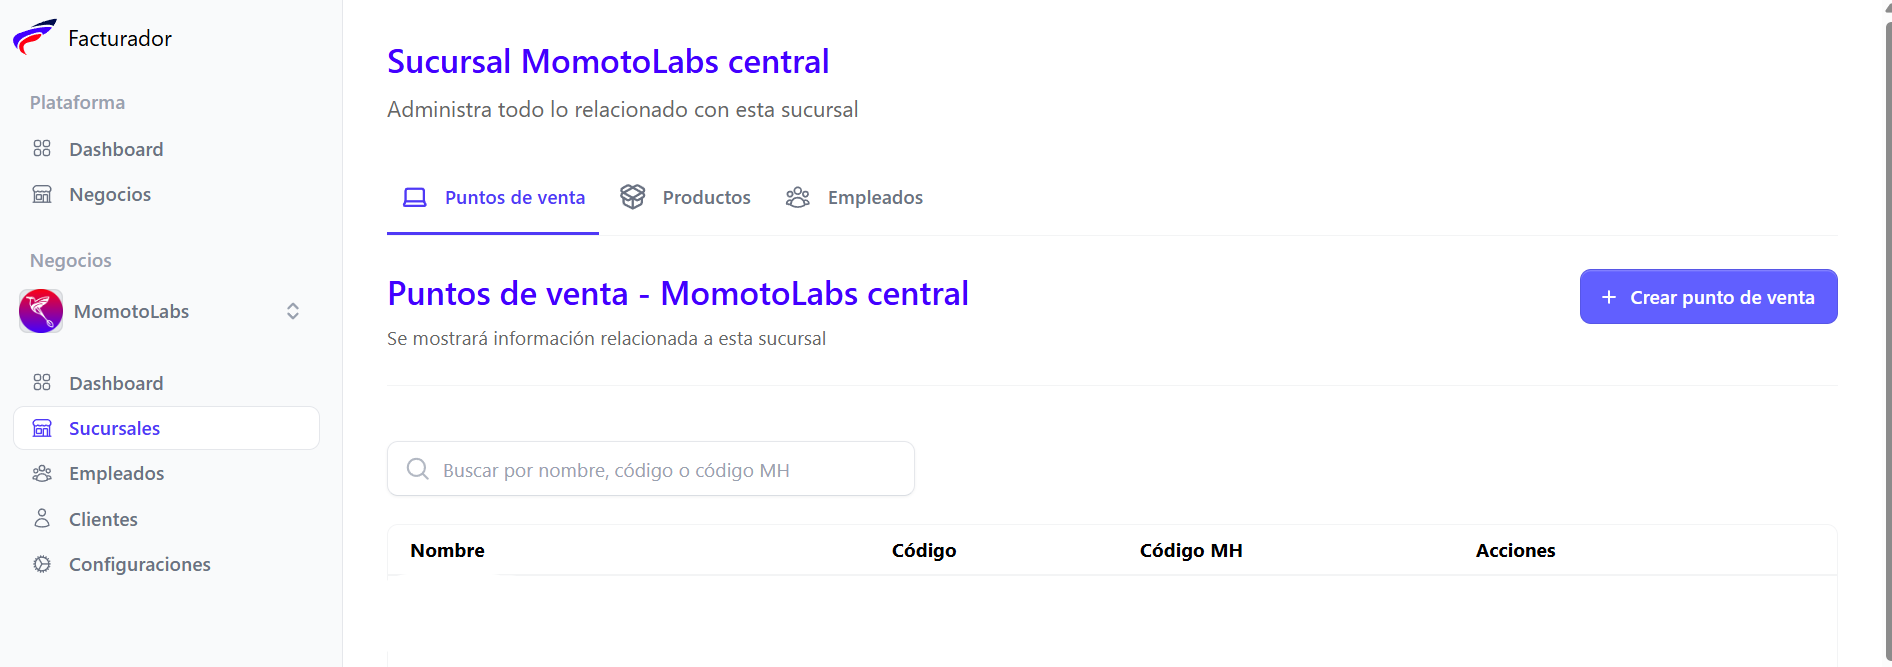 Facturador
Plataforma
Dashboard
Negocios
Negocios
MomotoLabs
Dashboard
Sucursales
Empleados
Clientes
Configuraciones
Sucursal MomotoLabs central
Administra todo lo relacionado con esta sucursal
Puntos de venta Productos Empleados
Puntos de venta - MomotoLabs central
+ Crear punto de venta
Se mostrará información relacionada a esta sucursal
Buscar por nombre, código o código MH
Nombre Código Código MH Acciones